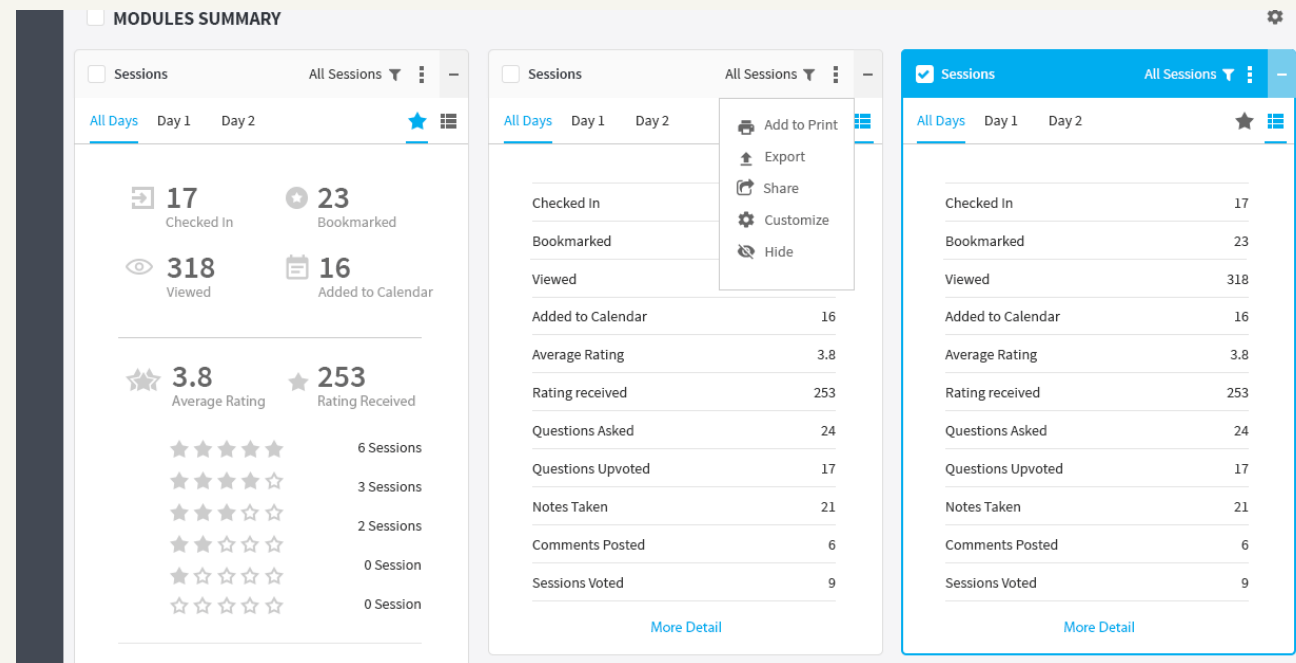 MODULES SUMMARY
Sessions All Sessions
All Days Day 1 Day 2
17 23
Checked In Bookmarked
318 16
Viewed Added to Calendar
3.8 253
Average Rating Rating Received
6 Sessions
3 Sessions
2 Sessions
0 Session
0 Session
Sessions All Sessions
All Days Day 1 Day 2
Add to Print
Export
Share
Customize
Hide
Checked In
Bookmarked
Viewed
Added to Calendar 16
Average Rating 3.8
Rating received 253
Questions Asked 24
Questions Upvoted 17
Notes Taken 21
Comments Posted 6
Sessions Voted 9
More Detail
Sessions All Sessions
All Days Day 1 Day 2
Checked In 17
Bookmarked 23
Viewed 318
Added to Calendar 16
Average Rating 3.8
Rating received 253
Questions Asked 24
Questions Upvoted 17
Notes Taken 21
Comments Posted 6
Sessions Voted 9
More Detail